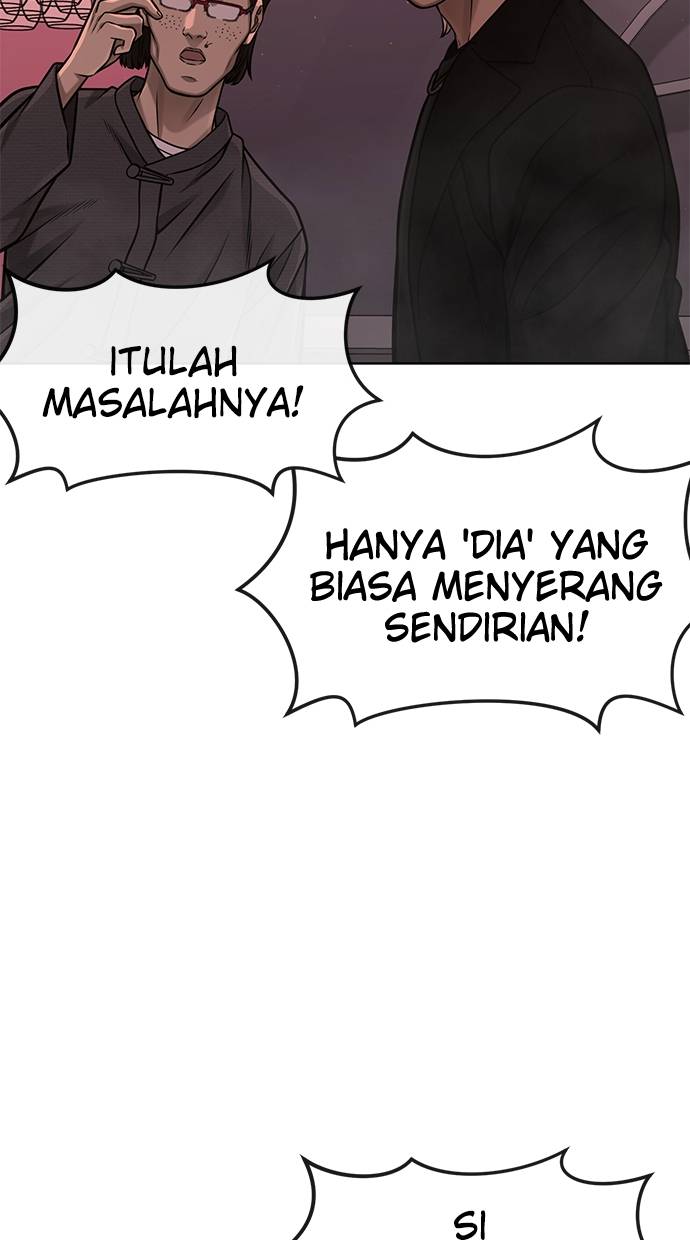 ITULAH
MASALAHNYA!
HANYA 'DIA' YANG
BIASA MENYERANG
SENDIRIAN!
SI